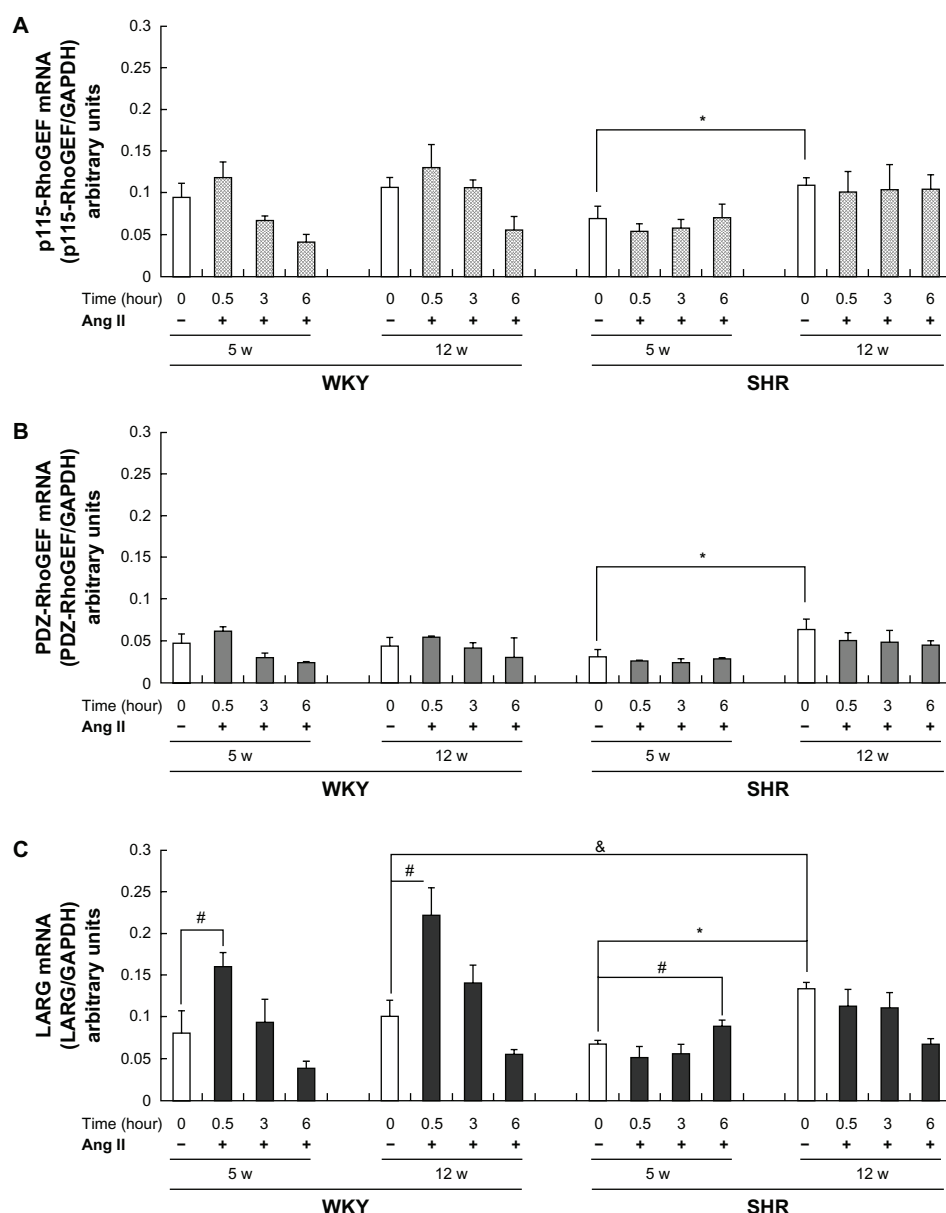 A
p115-RhoGEF mRNA
(p115-RhoGEF/GAPDH)
arbitrary units
0.3
0.25
0.2
0.15
0.1
0.05
0
*
Time (hour) 0 0.5 3 6 0 0.5 3 6 0 0.5 3 6 0 0.5 3 6
Ang II – + + + – + + + – + + + – + + +
5 w 12 w 5 w 12 w
WKY SHR
B
PDZ-RhoGEF mRNA
(PDZ-RhoGEF/GAPDH)
arbitrary units
0.3
0.25
0.2
0.15
0.1
0.05
0
*
Time (hour) 0 0.5 3 6 0 0.5 3 6 0 0.5 3 6 0 0.5 3 6
Ang II – + + + – + + + – + + + – + + +
5 w 12 w 5 w 12 w
WKY SHR
C
LARG mRNA
(LARG/GAPDH)
arbitrary units
0.3
0.25
0.2
0.15
0.1
0.05
0
&
#
#
*
#
Time (hour) 0 0.5 3 6 0 0.5 3 6 0 0.5 3 6 0 0.5 3 6
Ang II – + + + – + + + – + + + – + + +
5 w 12 w 5 w 12 w
WKY SHR